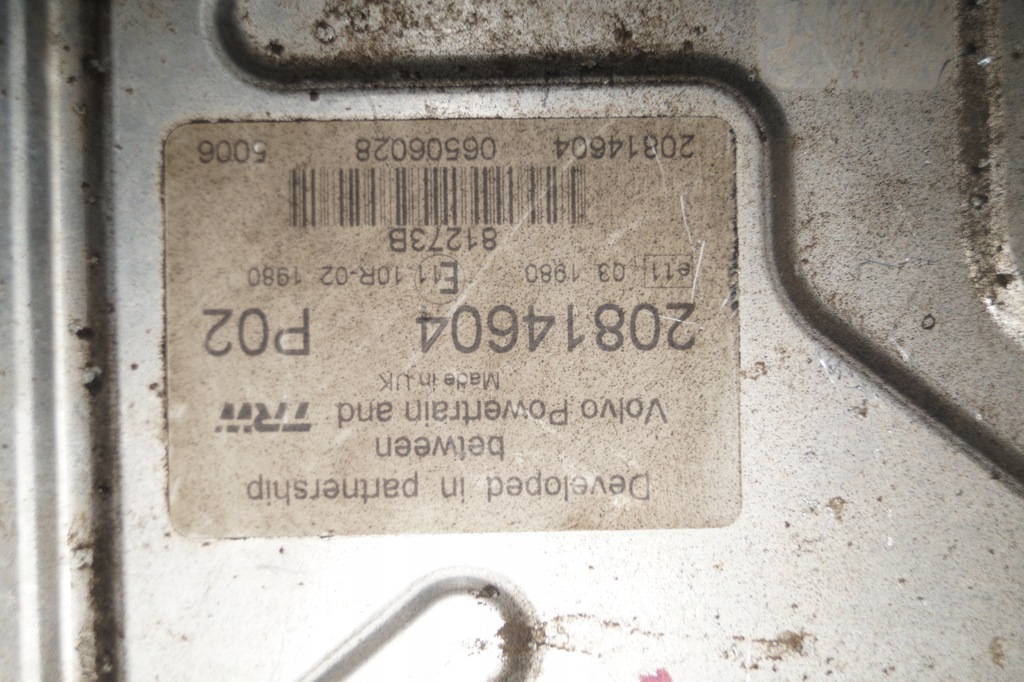 Developed in partnership
between
Volvo Powertrain and TRW
Made in UK
20814604 P02
e11 03 1980 E11 10R-02 1980
81273B
20814604 06506028 5006